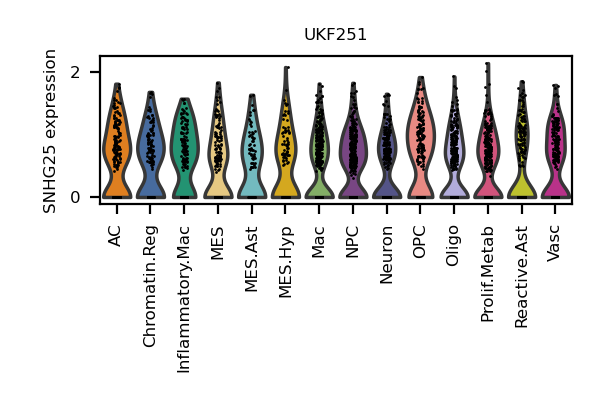 UKF251
SNHG25 expression
2
0
AC
Chromatin.Reg
Inflammatory.Mac
MES
MES.Ast
MES.Hyp
Mac
NPC
Neuron
OPC
Oligo
Prolif.Metab
Reactive.Ast
Vasc